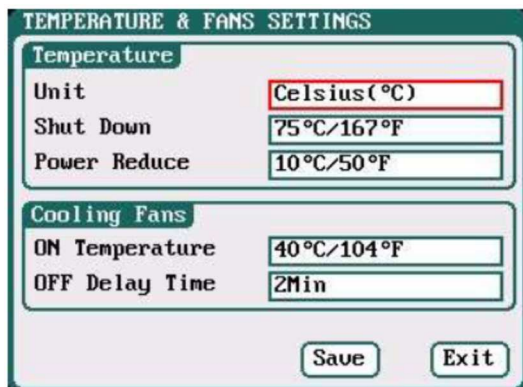 TEMPERATURE & FANS SETTINGS
Temperature
Unit Celsius(°C)
Shut Down 75°C/167°F
Power Reduce 10°C/50°F
Cooling Fans
ON Temperature 40°C/104°F
OFF Delay Time 2Min
Save Exit